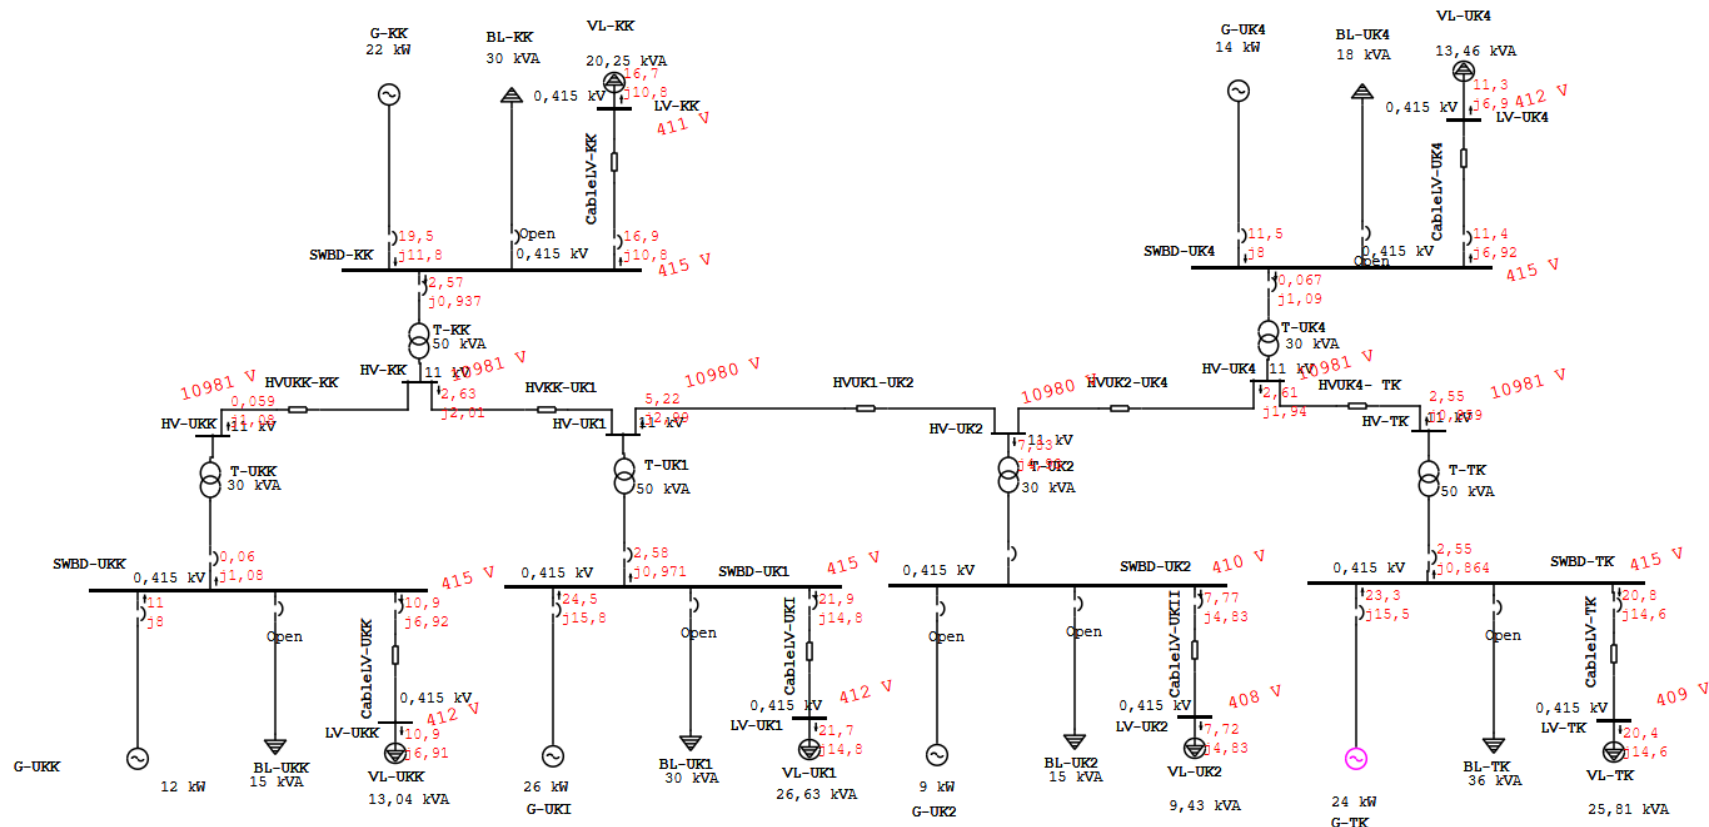 G-KK
22 kW
BL-KK
30 kVA
VL-KK
20,25 kVA
16,7
j10,8
0,415 kV
LV-KK
411 V
CableLV-KK
19,5
j11,8
Open
0,415 kV
16,9
j10,8
SWBD-KK
415 V
2,57
j0,937
T-KK
50 kVA
HV-KK
11 kV
10981 V
2,63
j2,01
G-UK4
14 kW
BL-UK4
18 kVA
VL-UK4
13,46 kVA
11,3
j6,9
412 V
0,415 kV
LV-UK4
CableLV-UK4
11,5
j8
0,415 kV
Open
11,4
j6,92
SWBD-UK4
415 V
0,067
j1,09
T-UK4
30 kVA
HV-UK4
11 kV
10981 V
2,61
j1,94
10981 V
HVUKK-KK
0,059
j1,08
HV-UKK
11 kV
HVKK-UK1
10980 V
5,22
j2,99
HV-UK1
11 kV
HVUK1-UK2
10980 V
HV-UK2
11 kV
HVUK2-UK4
HVUK4- TK
2,55
10981 V
HV-TK
11 kV
T-UKK
30 kVA
T-UK1
50 kVA
7,53
T-UK2
30 kVA
T-TK
50 kVA
0,06
j1,08
SWBD-UKK
0,415 kV
415 V
11
j8
Open
10,9
j6,92
CableLV-UKK
0,415 kV
412 V
LV-UKK
10,9
j6,91
G-UKK
12 kW
BL-UKK
15 kVA
VL-UKK
13,04 kVA
2,58
j0,971
0,415 kV
SWBD-UK1
415 V
24,5
j15,8
Open
21,9
j14,8
CableLV-UKI
0,415 kV
412 V
LV-UK1
21,7
j14,8
26 kW
G-UKI
BL-UK1
30 kVA
VL-UK1
26,63 kVA
0,415 kV
SWBD-UK2
410 V
Open
Open
7,77
j4,83
CableLV-UKII
0,415 kV
408 V
LV-UK2
7,72
j4,83
9 kW
G-UK2
BL-UK2
15 kVA
VL-UK2
9,43 kVA
2,55
j0,864
0,415 kV
SWBD-TK
415 V
23,3
j15,5
Open
20,8
j14,6
CableLV-TK
0,415 kV
409 V
LV-TK
20,4
j14,6
24 kW
G-TK
BL-TK
36 kVA
VL-TK
25,81 kVA